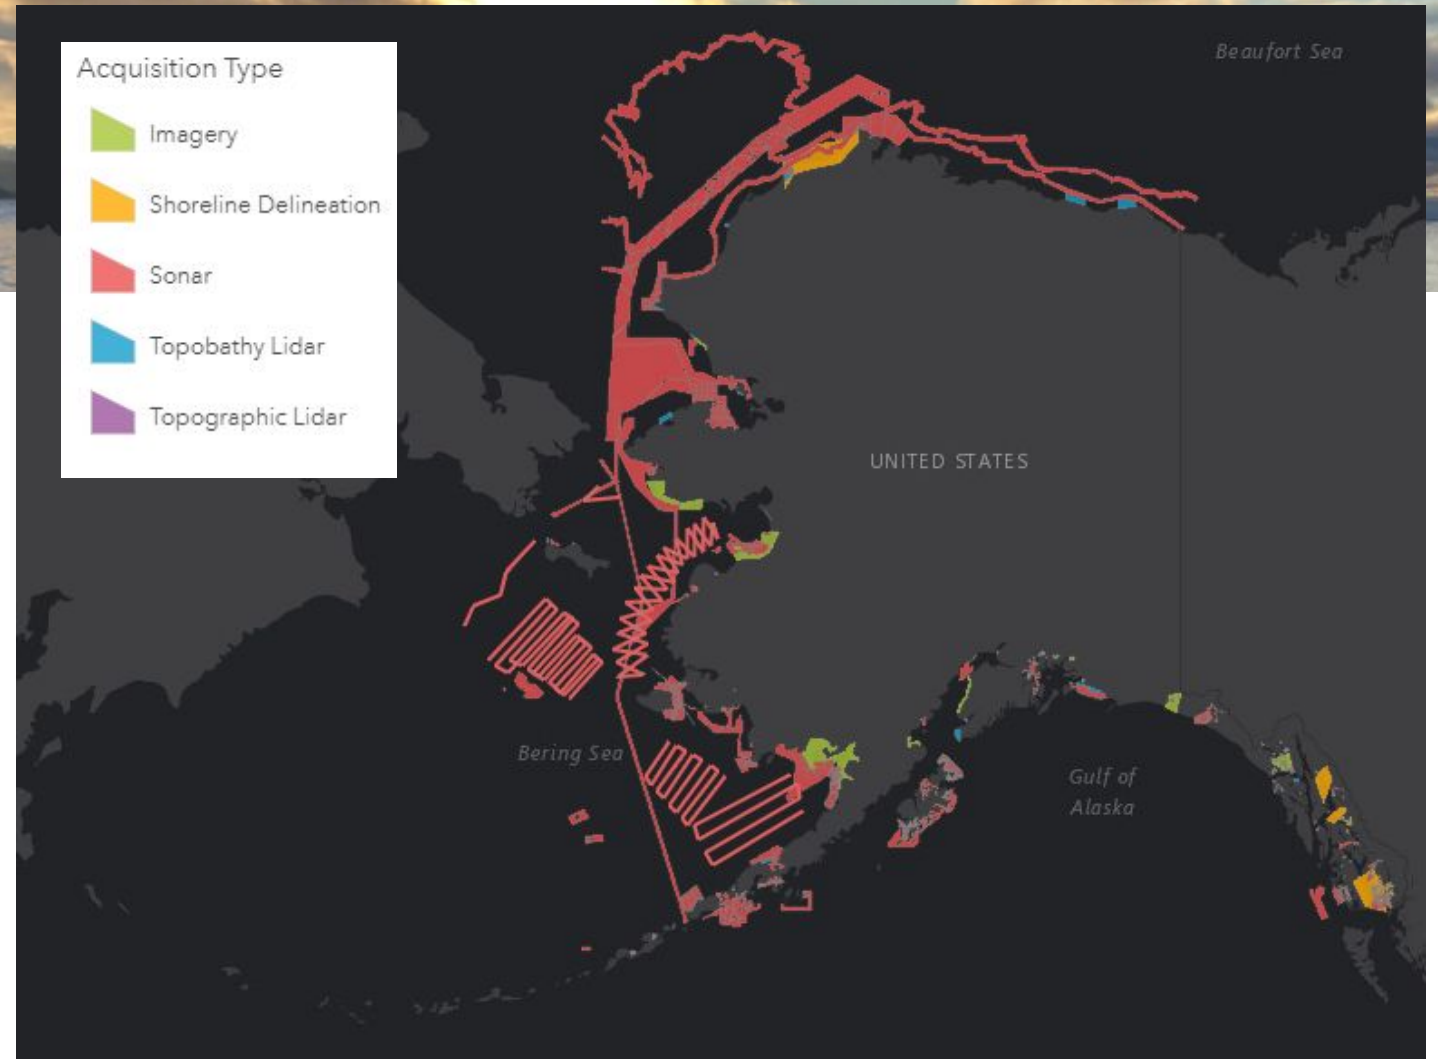 Acquisition Type
Imagery
Shoreline Delineation
Sonar
Topobathy Lidar
Topographic Lidar
Beaufort Sea
UNITED STATES
Bering Sea
Gulf of
Alaska